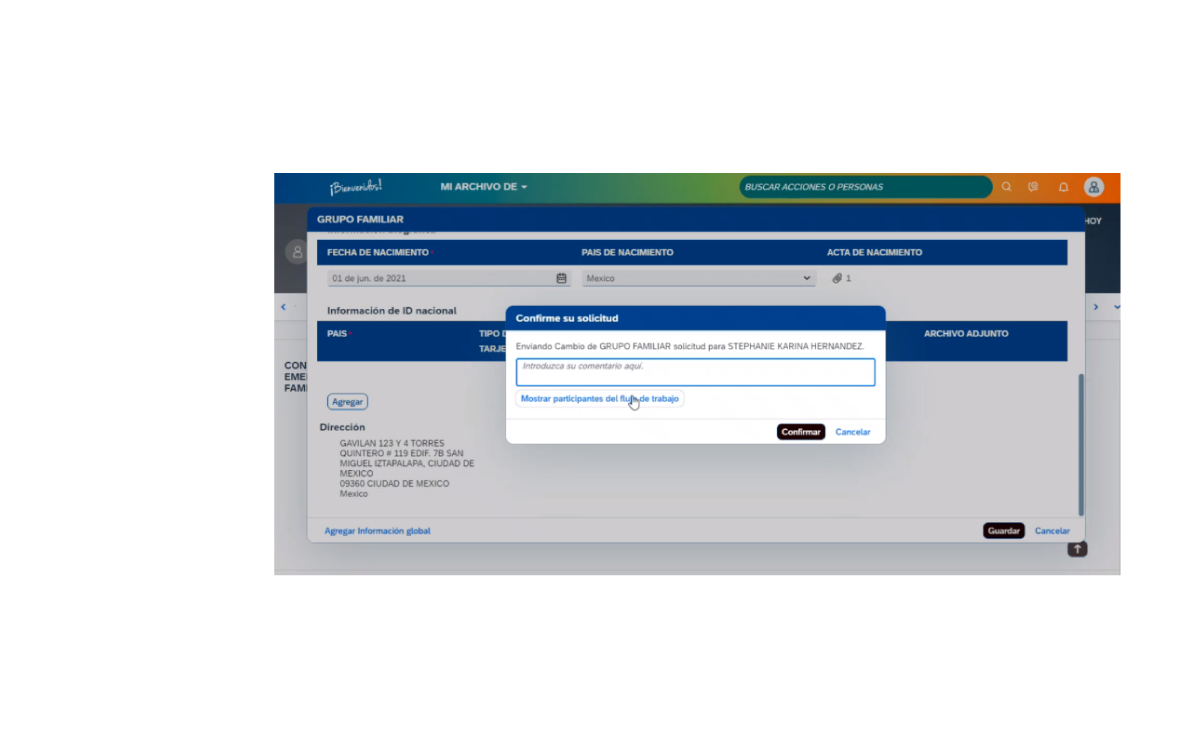 ¡Bienvenidos!
MI ARCHIVO DE
BUSCAR ACCIONES O PERSONAS
GRUPO FAMILIAR
HOY
FECHA DE NACIMIENTO
PAIS DE NACIMIENTO
ACTA DE NACIMIENTO
01 de jun. de 2021
Mexico
1
Información de ID nacional
PAIS
TIPO D
TARJE
ARCHIVO ADJUNTO
Confirme su solicitud
Enviando Cambio de GRUPO FAMILIAR solicitud para STEPHANIE KARINA HERNANDEZ.
Introduzca su comentario aquí.
Mostrar participantes del flujo de trabajo
Confirmar
Cancelar
CON
EME
FAMI
Agregar
Dirección
GAVILAN 123 Y 4 TORRES
QUINTERO # 119 EDIF. 7B SAN
MIGUEL IZTAPALAPA, CIUDAD DE
MEXICO
09360 CIUDAD DE MEXICO
Mexico
Agregar Información global
Guardar
Cancelar